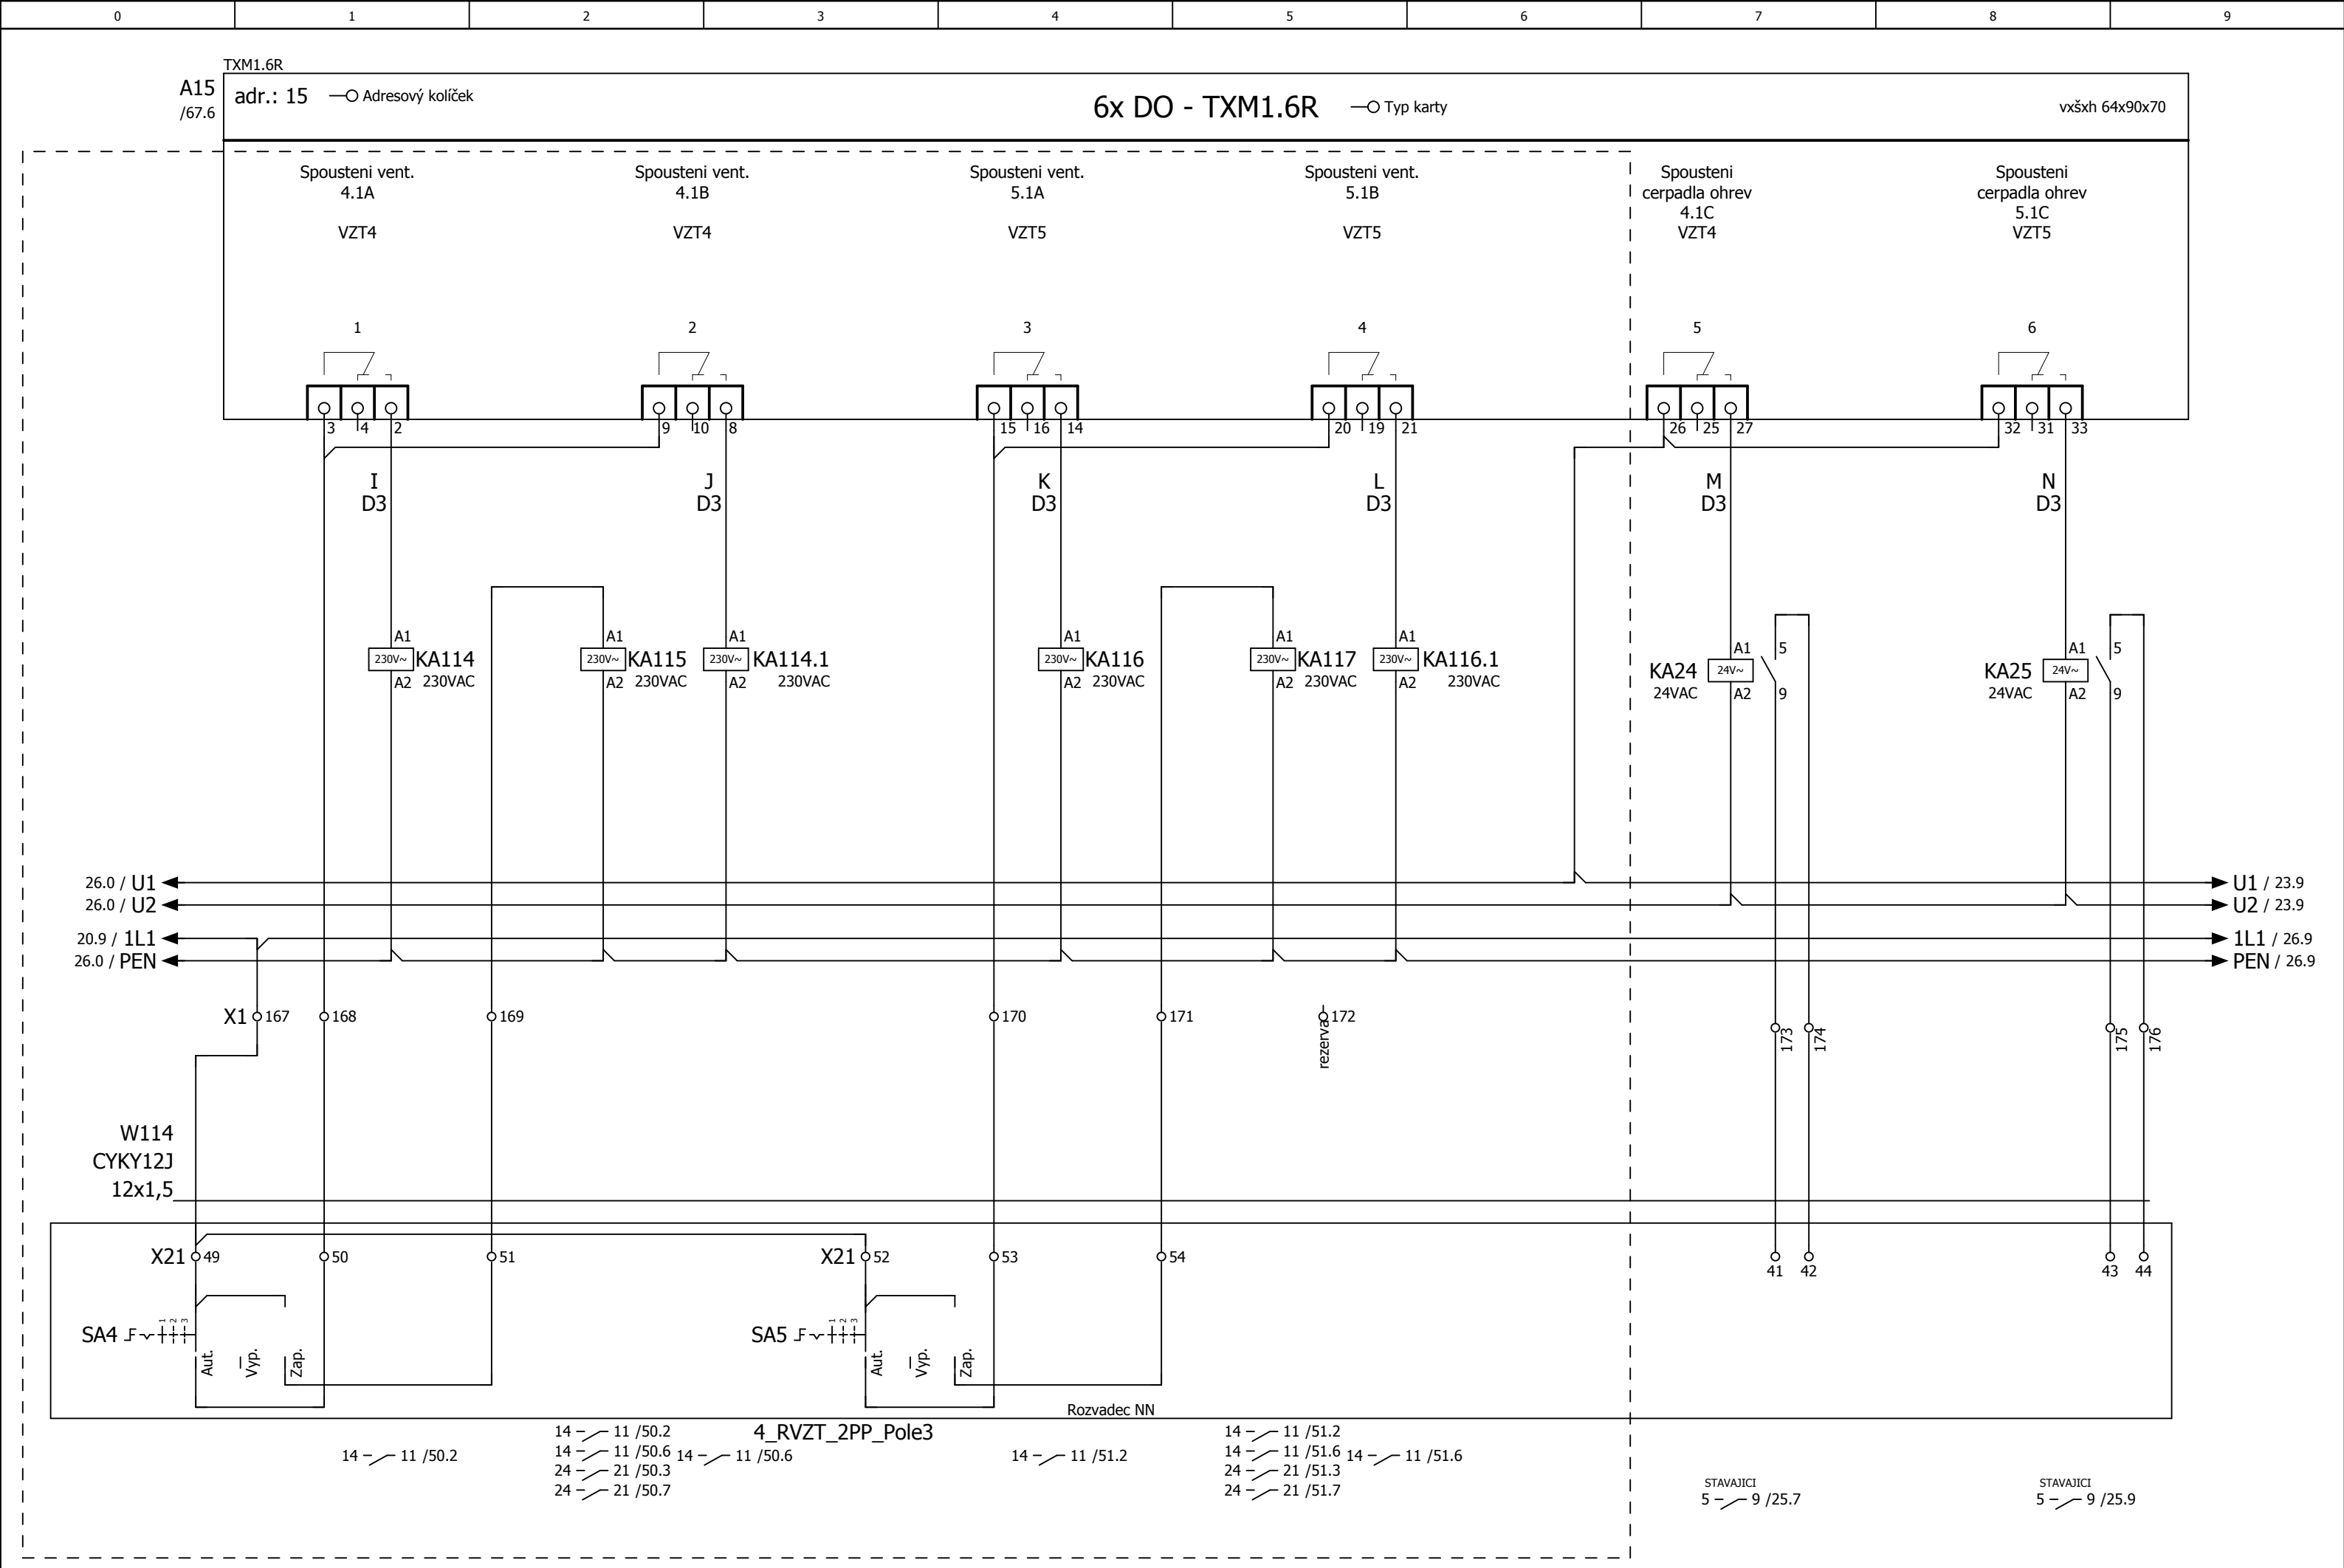 0 1 2 3 4 5 6 7 8 9
TXM1.6R
A15
/67.6
adr.: 15
Adresový kolíček
6x DO - TXM1.6R
Typ karty
vxšxh 64x90x70
Spousteni vent.
4.1A
VZT4
Spousteni vent.
4.1B
VZT4
Spousteni vent.
5.1A
VZT5
Spousteni vent.
5.1B
VZT5
Spousteni
cerpadla ohrev
4.1C
VZT4
Spousteni
cerpadla ohrev
5.1C
VZT5
1 2 3 4 5 6
3 4 2 9 10 8 15 16 14 20 19 21 26 25 27 32 31 33
I
D3
J
D3
K
D3
L
D3
M
D3
N
D3
A1
230V~ KA114
A2 230VAC
A1
230V~ KA115
A2 230VAC
A1
230V~ KA114.1
A2 230VAC
A1
230V~ KA116
A2 230VAC
A1
230V~ KA117
A2 230VAC
A1
230V~ KA116.1
A2 230VAC
A1 5
KA24 24V~
24VAC A2 9
A1 5
KA25 24V~
24VAC A2 9
26.0 / U1
U1 / 23.9
26.0 / U2
U2 / 23.9
20.9 / 1L1
1L1 / 26.9
26.0 / PEN
PEN / 26.9
X1 167 168 169 170 171 172
rezerva
173 174 175 176
W114
CYKY12J
12x1,5
X21 49 50 51
X21 52 53 54
41 42 43 44
SA4
1 2 3
Aut. Vyp. Zap.
SA5
1 2 3
Aut. Vyp. Zap.
Rozvadec NN
4_RVZT_2PP_Pole3
14 11 /50.2
14 11 /50.2
14 11 /50.6
24 21 /50.3
24 21 /50.7
14 11 /50.6
14 11 /51.2
14 11 /51.2
14 11 /51.6
24 21 /51.3
24 21 /51.7
14 11 /51.6
STAVAJICI
5 9 /25.7
STAVAJICI
5 9 /25.9